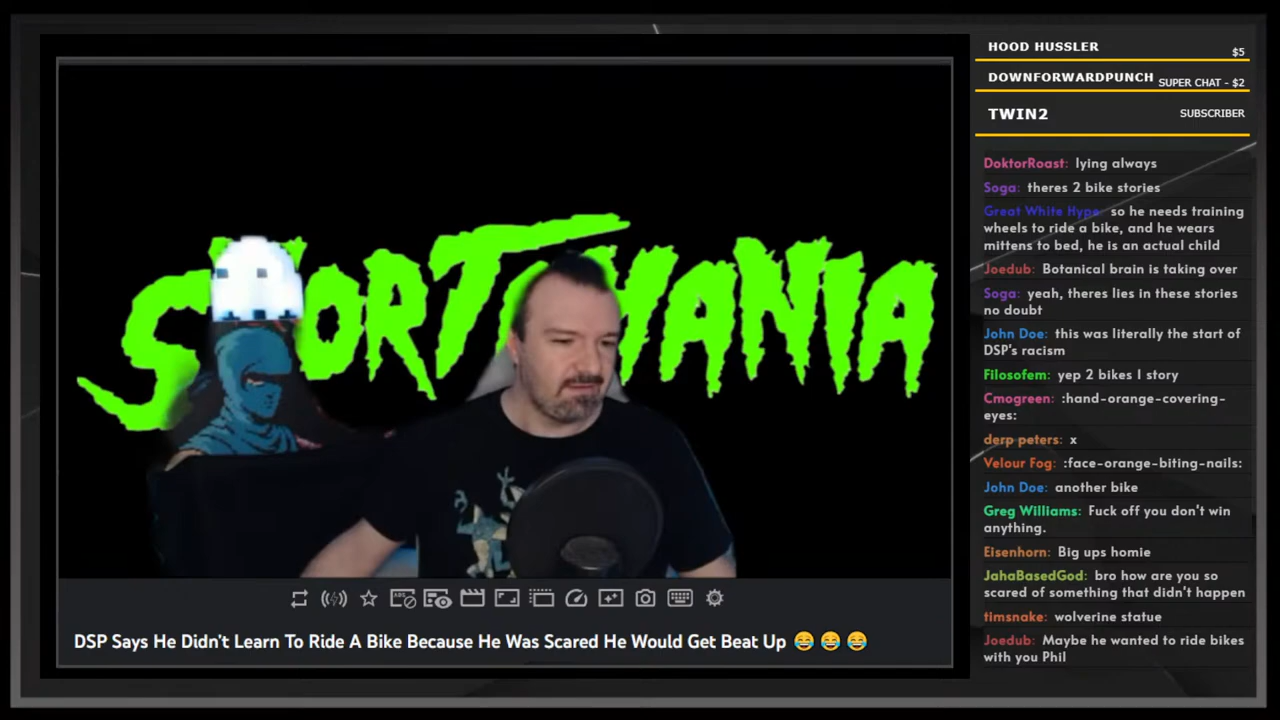 HOOD HUSSLER $5
DOWNFORWARDPUNCH SUPER CHAT - $2
TWIN2 SUBSCRIBER
DoktorRoast: lying always
Soga: theres 2 bike stories
Great White Hype: so he needs training
wheels to ride a bike, and he wears
mittens to bed, he is an actual child
Joedub: Botanical brain is taking over
Soga: yeah, theres lies in these stories
no doubt
John Doe: this was literally the start of
DSP's racism
Filosofem: yep 2 bikes 1 story
Cmogreen: :hand-orange-covering-
eyes:
derp peters: x
Velour Fog: :face-orange-biting-nails:
John Doe: another bike
Greg Williams: Fuck off you don't win
anything.
Eisenhorn: Big ups homie
JahaBasedGod: bro how are you so
scared of something that didn't happen
timsnake: wolverine statue
Joedub: Maybe he wanted to ride bikes
with you Phil
DSP Says He Didn't Learn To Ride A Bike Because He Was Scared He Would Get Beat Up 😂 😂 😂